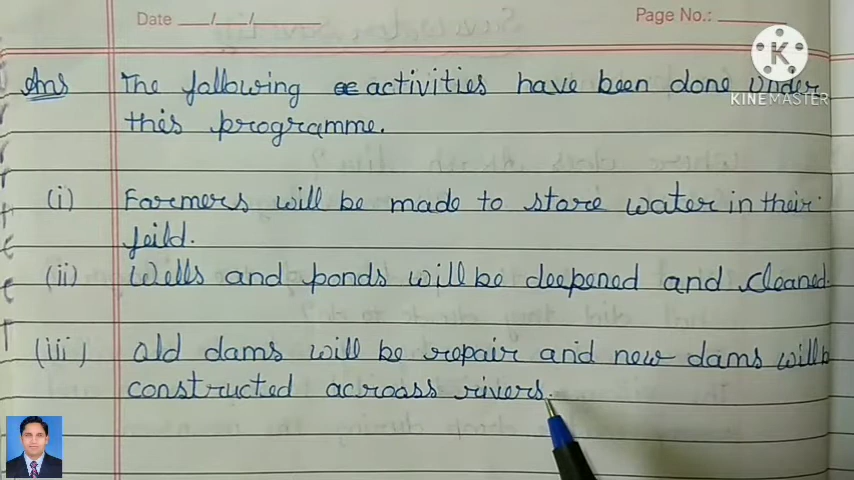 Date ___/___/______ Page No.: ______
K
KINEMASTER
Ans The following activities have been done under
this programme.
(i) Farmers will be made to store water in their
feild.
(ii) Wells and ponds will be deepened and cleaned.
(iii) Old dams will be repair and new dams will b
constructed acroass rivers.